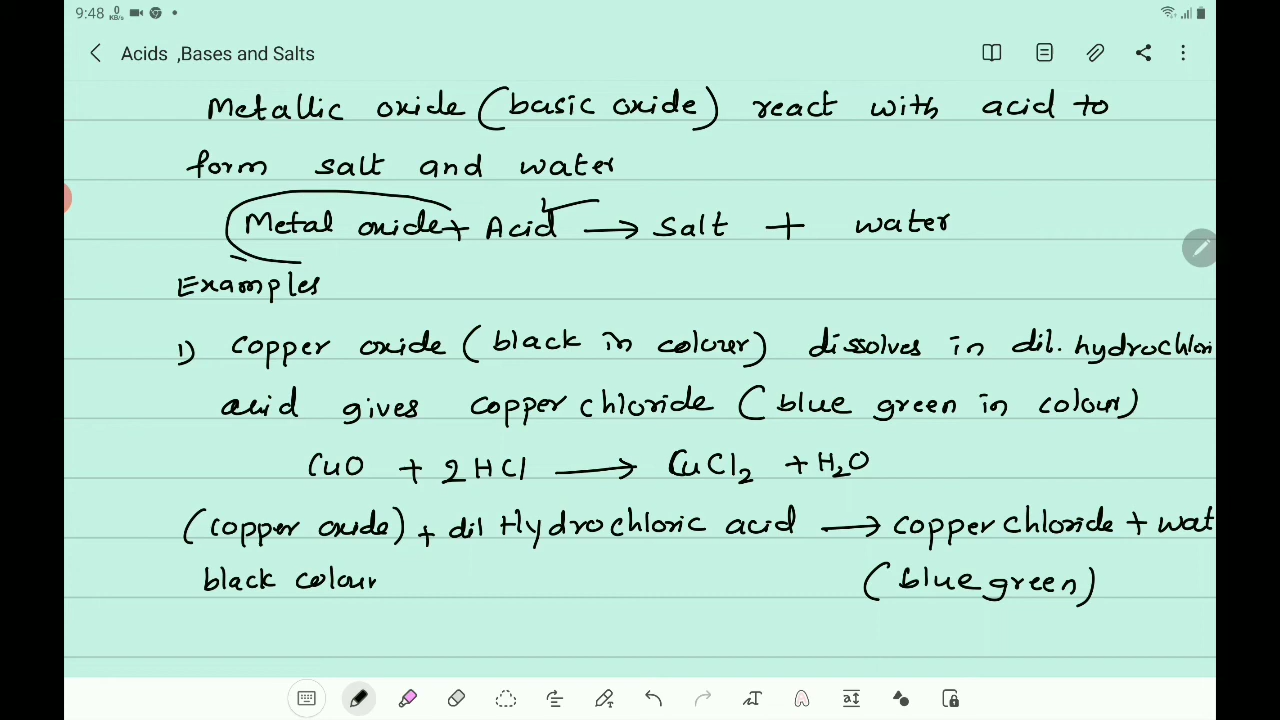 9:48 0 KB/s
Acids ,Bases and Salts
Metallic oxide (basic oxide) react with acid to
form salt and water
Metal oxide + Acid → Salt + water
Examples
1) copper oxide (black in colour) dissolves in dil. hydrochlori
acid gives copper chloride (blue green in colour)
CuO + 2HCl → CuCl₂ + H₂O
(copper oxide) + dil Hydrochloric acid → copper chloride + wat
black colour (blue green)